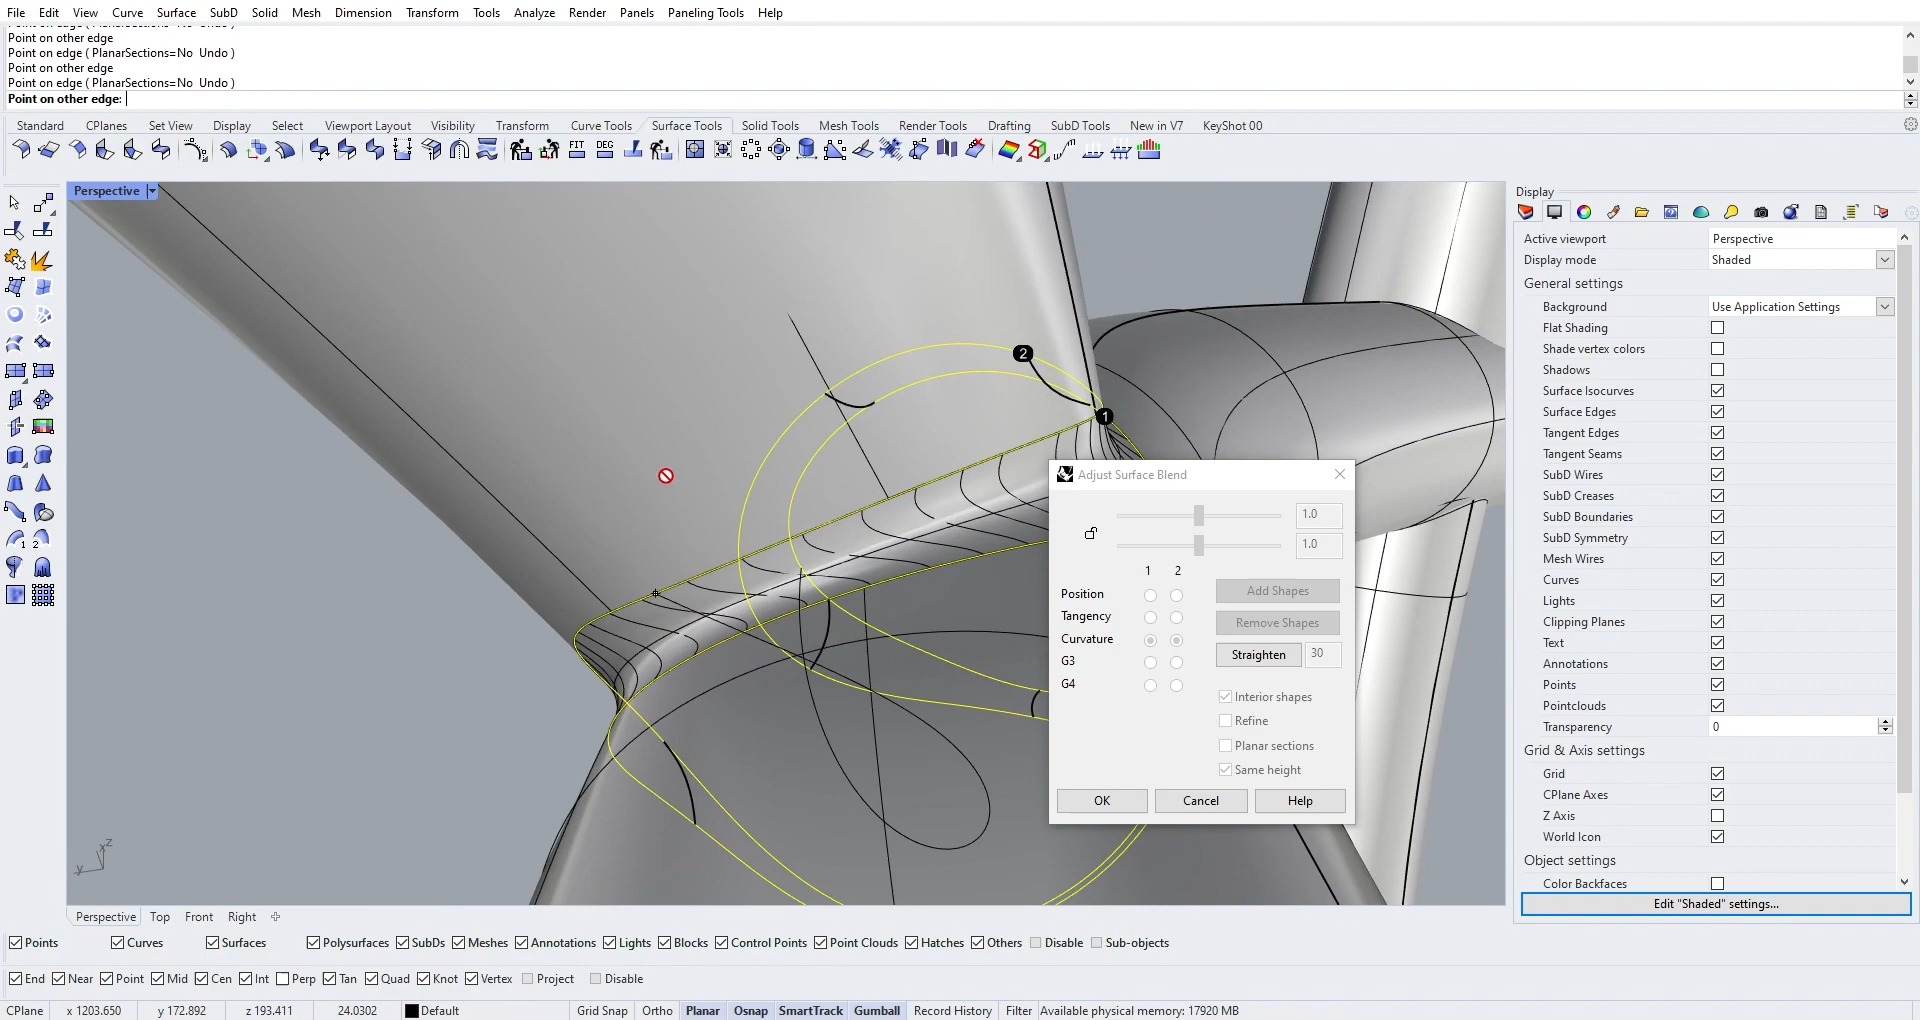 File Edit View Curve Surface SubD Solid Mesh Dimension Transform Tools Analyze Render Panels Paneling Tools Help
Point on other edge
Point on edge ( PlanarSections=No Undo )
Point on other edge
Point on edge ( PlanarSections=No Undo )
Point on other edge:
Standard CPlanes Set View Display Select Viewport Layout Visibility Transform Curve Tools Surface Tools Solid Tools Mesh Tools Render Tools Drafting SubD Tools New in V7 KeyShot 00
FIT DEG
Perspective
2
1
Adjust Surface Blend
1.0
1.0
1 2
Position
Tangency
Curvature
G3
G4
Add Shapes
Remove Shapes
Straighten 30
Interior shapes
Refine
Planar sections
Same height
OK Cancel Help
Display
Active viewport Perspective
Display mode Shaded
General settings
Background Use Application Settings
Flat Shading
Shade vertex colors
Shadows
Surface Isocurves
Surface Edges
Tangent Edges
Tangent Seams
SubD Wires
SubD Creases
SubD Boundaries
SubD Symmetry
Mesh Wires
Curves
Lights
Clipping Planes
Text
Annotations
Points
Pointclouds
Transparency 0
Grid & Axis settings
Grid
CPlane Axes
Z Axis
World Icon
Object settings
Color Backfaces
Edit "Shaded" settings...
z
x
y
Perspective Top Front Right
Points Curves Surfaces Polysurfaces SubDs Meshes Annotations Lights Blocks Control Points Point Clouds Hatches Others Disable Sub-objects
End Near Point Mid Cen Int Perp Tan Quad Knot Vertex Project Disable
CPlane x 1203.650 y 172.892 z 193.411 24.0302 Default Grid Snap Ortho Planar Osnap SmartTrack Gumball Record History Filter Available physical memory: 17920 MB